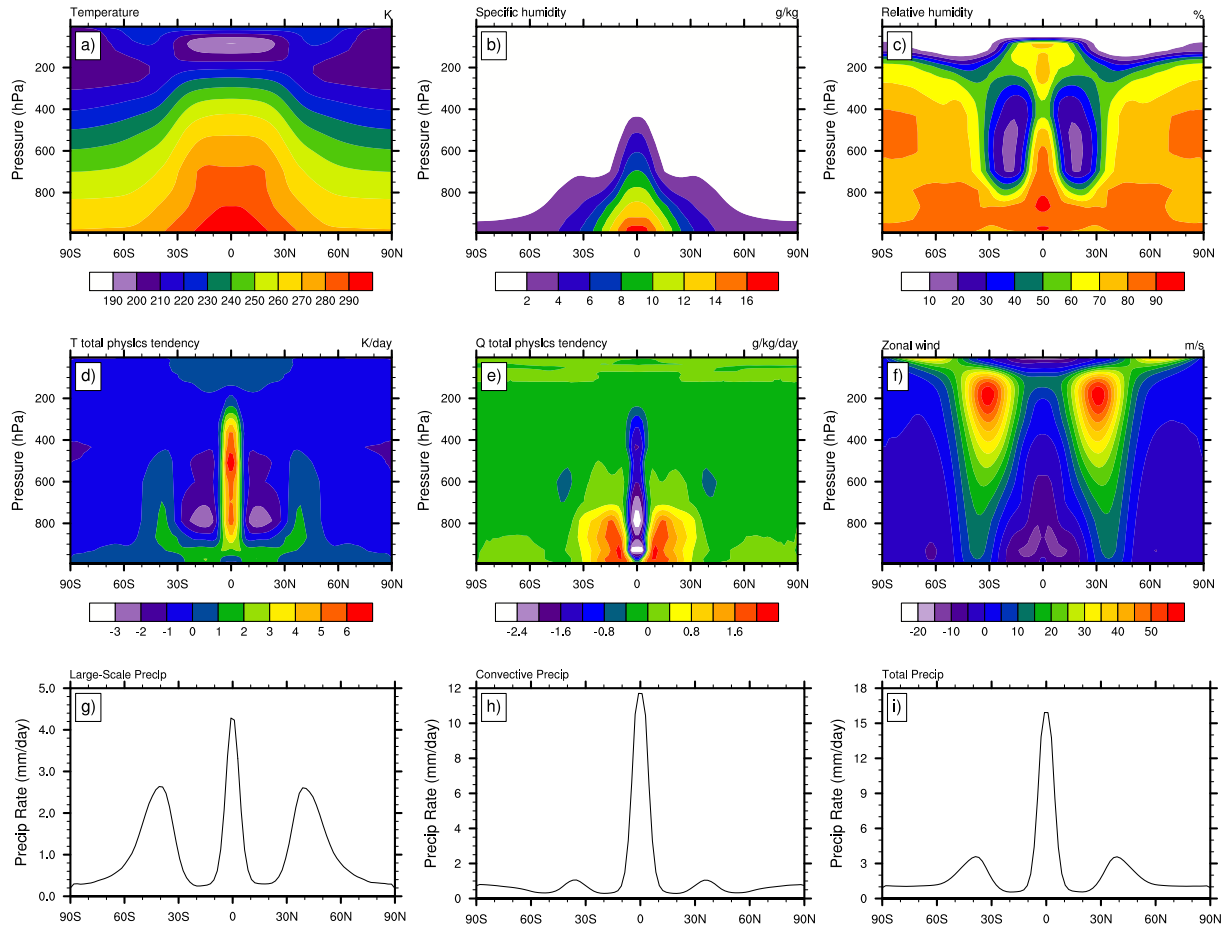 Temperature K
a)
Pressure (hPa)
200
400
600
800
90S 60S 30S 0 30N 60N 90N
190 200 210 220 230 240 250 260 270 280 290
Specific humidity g/kg
b)
Pressure (hPa)
200
400
600
800
90S 60S 30S 0 30N 60N 90N
2 4 6 8 10 12 14 16
Relative humidity %
c)
Pressure (hPa)
200
400
600
800
90S 60S 30S 0 30N 60N 90N
10 20 30 40 50 60 70 80 90
T total physics tendency K/day
d)
Pressure (hPa)
200
400
600
800
90S 60S 30S 0 30N 60N 90N
-3 -2 -1 0 1 2 3 4 5 6
Q total physics tendency g/kg/day
e)
Pressure (hPa)
200
400
600
800
90S 60S 30S 0 30N 60N 90N
-2.4 -1.6 -0.8 0 0.8 1.6
Zonal wind m/s
f)
Pressure (hPa)
200
400
600
800
90S 60S 30S 0 30N 60N 90N
-20 -10 0 10 20 30 40 50
Large-Scale Precip
g)
Precip Rate (mm/day)
5.0
4.0
3.0
2.0
1.0
0.0
90S 60S 30S 0 30N 60N 90N
Convective Precip
h)
Precip Rate (mm/day)
12
10
8
6
4
2
0
90S 60S 30S 0 30N 60N 90N
Total Precip
i)
Precip Rate (mm/day)
18
15
12
9
6
3
0
90S 60S 30S 0 30N 60N 90N